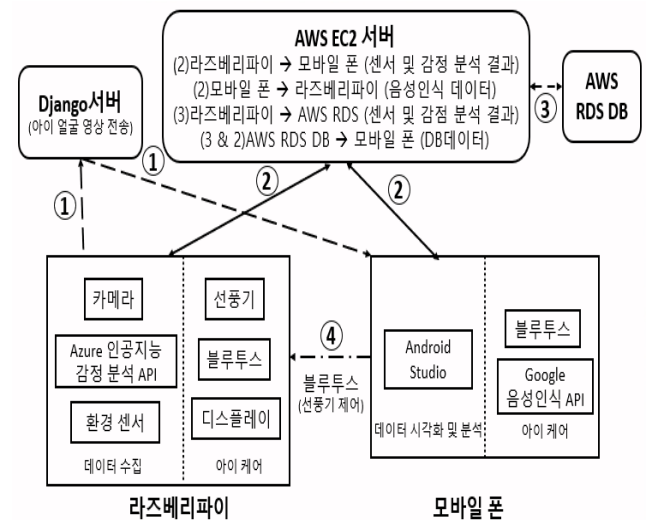 AWS EC2 서버
(2)라즈베리파이 → 모바일 폰 (센서 및 감정 분석 결과)
(2)모바일 폰 → 라즈베리파이 (음성인식 데이터)
(3)라즈베리파이 → AWS RDS (센서 및 감점 분석 결과)
(3 & 2)AWS RDS DB → 모바일 폰 (DB데이터)
AWS
RDS DB
③
Django서버
(아이 얼굴 영상 전송)
①
①
②
②
카메라
Azure 인공지능
감정 분석 API
환경 센서
데이터 수집
선풍기
블루투스
디스플레이
아이 케어
라즈베리파이
④
블루투스
(선풍기 제어)
Android
Studio
데이터 시각화 및 분석
블루투스
Google
음성인식 API
아이 케어
모바일 폰